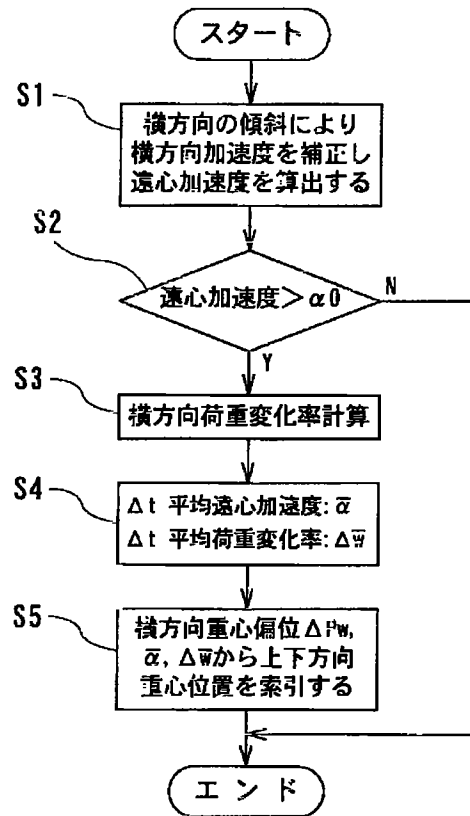 スタート
S1
横方向の傾斜により
横方向加速度を補正し
遠心加速度を算出する
S2
遠心加速度＞α0
N
Y
S3
横方向荷重変化率計算
S4
Δt 平均遠心加速度: α̅
Δt 平均荷重変化率: Δw̅
S5
横方向重心偏位ΔPw,
α̅, Δw̅から上下方向
重心位置を索引する
エンド